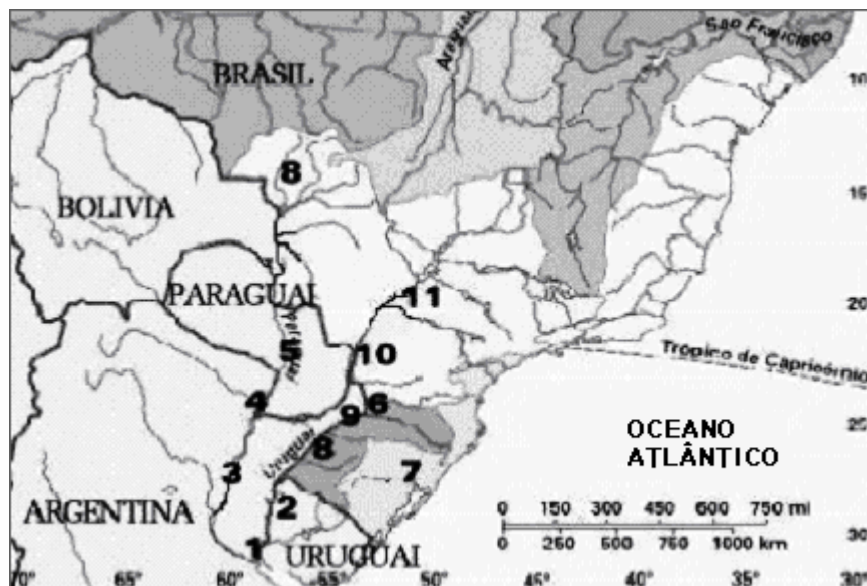 São Francisco
Araguaia
BRASIL
10
8
BOLIVIA
15
PARAGUAI
11
20
5
10
Trópico de Capricórnio
4
9
6
25
Uruguai
8
OCEANO
ATLÂNTICO
3
7
ARGENTINA
2
0 150 300 450 600 750 ml
0 250 500 750 1000 km
30
1
URUGUAI
70° 65° 55° 50° 45° 40° 35°